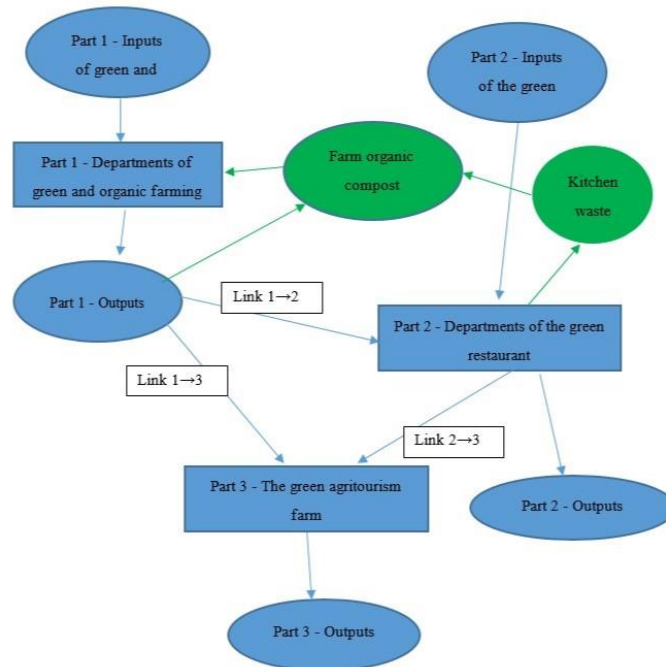 Part 1 - Inputs
of green and
Part 2 - Inputs
of the green
Part 1 - Departments of
green and organic farming
Farm organic
compost
Kitchen
waste
Part 1 - Outputs
Link 1→2
Part 2 - Departments of the green
restaurant
Link 1→3
Link 2→3
Part 3 - The green agritourism
farm
Part 2 - Outputs
Part 3 - Outputs